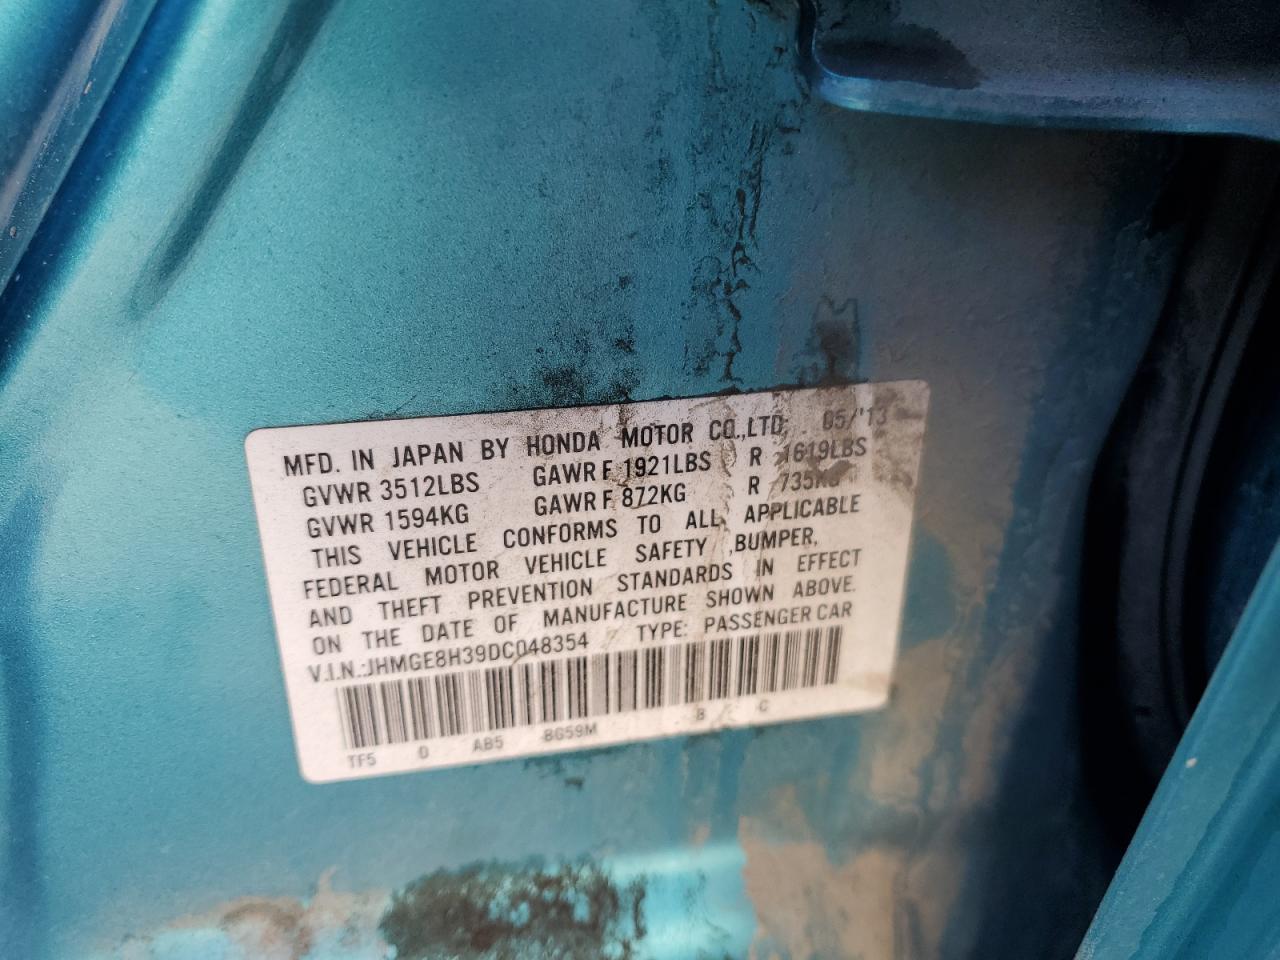 MFD. IN JAPAN BY HONDA MOTOR CO.,LTD. 05/'13
GVWR 3512LBS GAWR F 1921LBS R 1619LBS
GVWR 1594KG GAWR F 872KG R 735KG
THIS VEHICLE CONFORMS TO ALL APPLICABLE
FEDERAL MOTOR VEHICLE SAFETY ,BUMPER,
AND THEFT PREVENTION STANDARDS IN EFFECT
ON THE DATE OF MANUFACTURE SHOWN ABOVE.
V.I.N.:JHMGE8H39DC048354 TYPE: PASSENGER CAR
TF5 0 AB5 BG59M B C